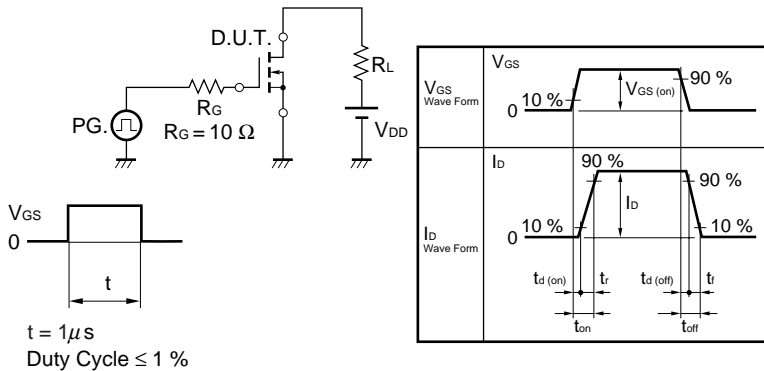 D.U.T.
RL
RG
PG.
RG = 10 Ω
VDD
VGS
0
t
t = 1μs
Duty Cycle ≤ 1 %
VGS
Wave Form
VGS
VGS (on)
90 %
10 %
0
ID
Wave Form
ID
90 %
90 %
ID
10 %
10 %
0
td (on)
tr
td (off)
tf
ton
toff